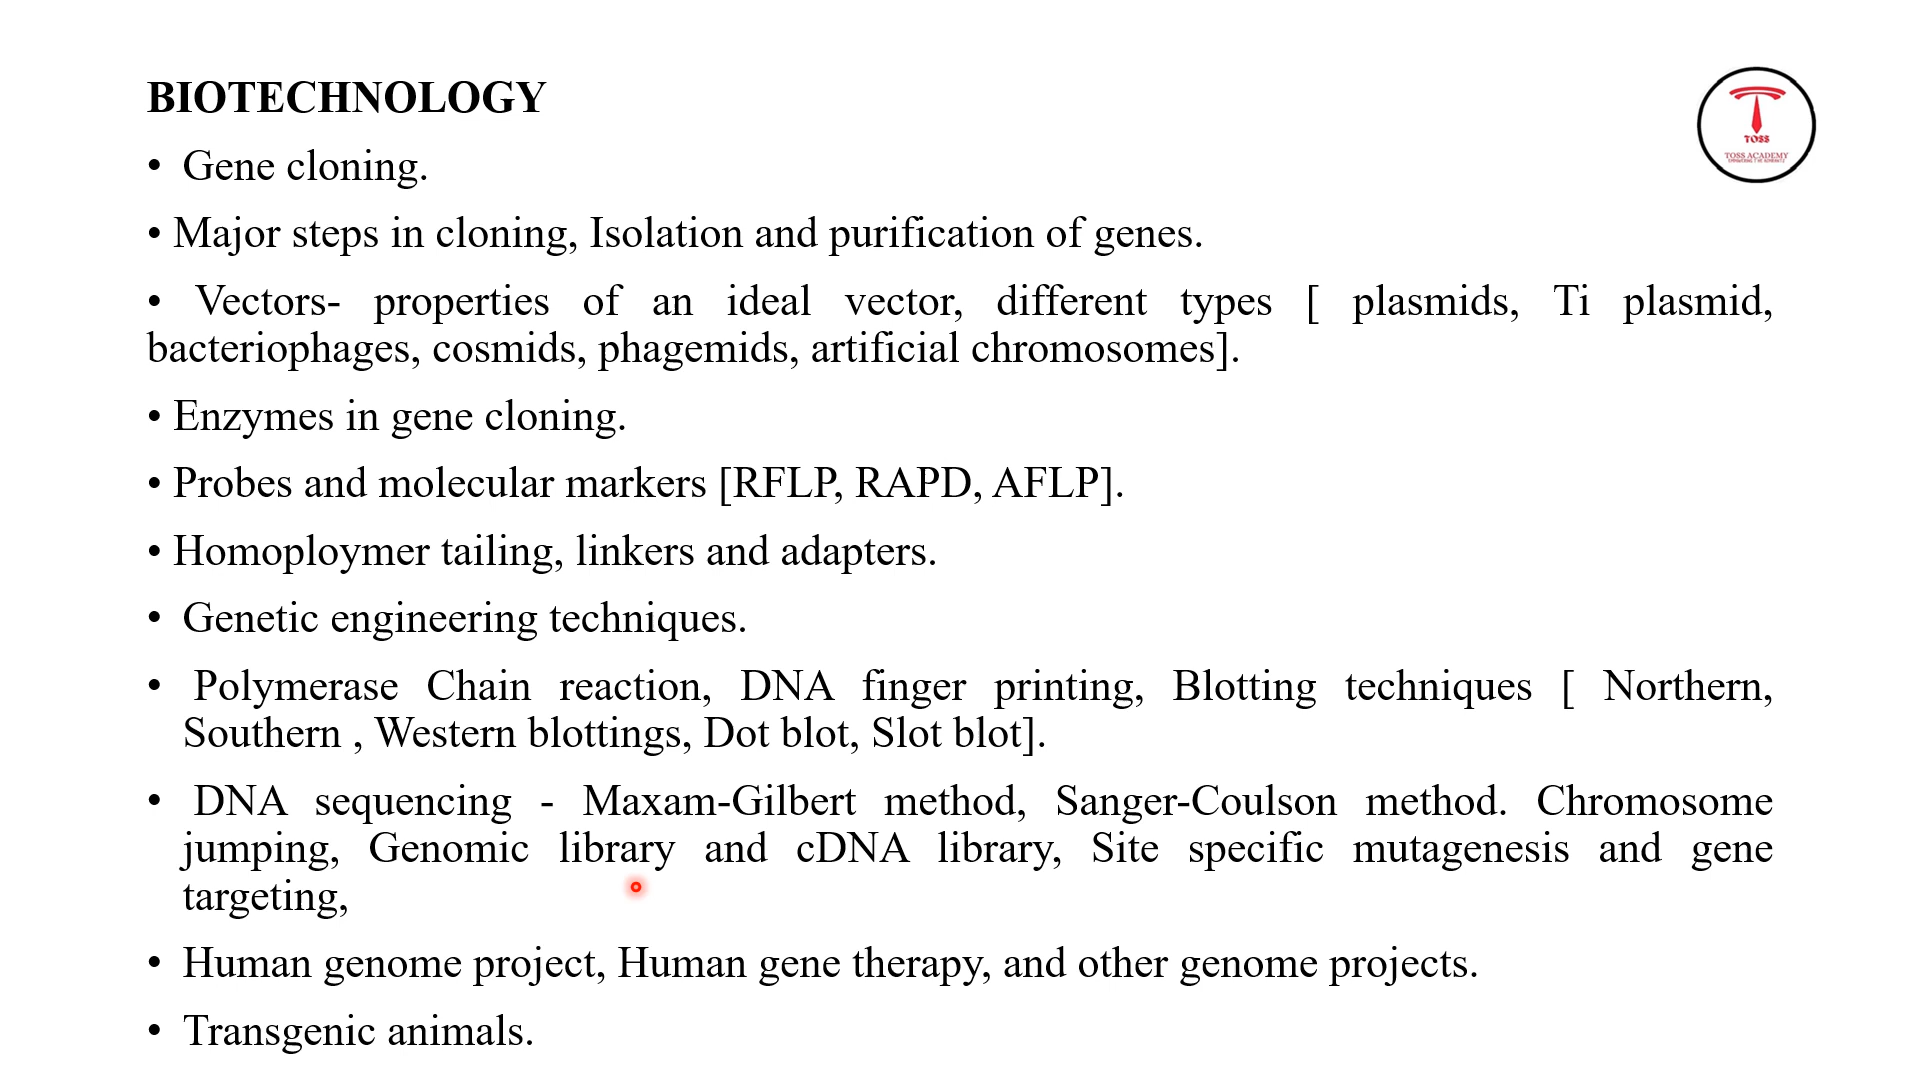 BIOTECHNOLOGY
TOSS
TOSS ACADEMY
• Gene cloning.
• Major steps in cloning, Isolation and purification of genes.
• Vectors- properties of an ideal vector, different types [ plasmids, Ti plasmid,
bacteriophages, cosmids, phagemids, artificial chromosomes].
• Enzymes in gene cloning.
• Probes and molecular markers [RFLP, RAPD, AFLP].
• Homoploymer tailing, linkers and adapters.
• Genetic engineering techniques.
• Polymerase Chain reaction, DNA finger printing, Blotting techniques [ Northern,
Southern , Western blottings, Dot blot, Slot blot].
• DNA sequencing - Maxam-Gilbert method, Sanger-Coulson method. Chromosome
jumping, Genomic library and cDNA library, Site specific mutagenesis and gene
targeting,
• Human genome project, Human gene therapy, and other genome projects.
• Transgenic animals.